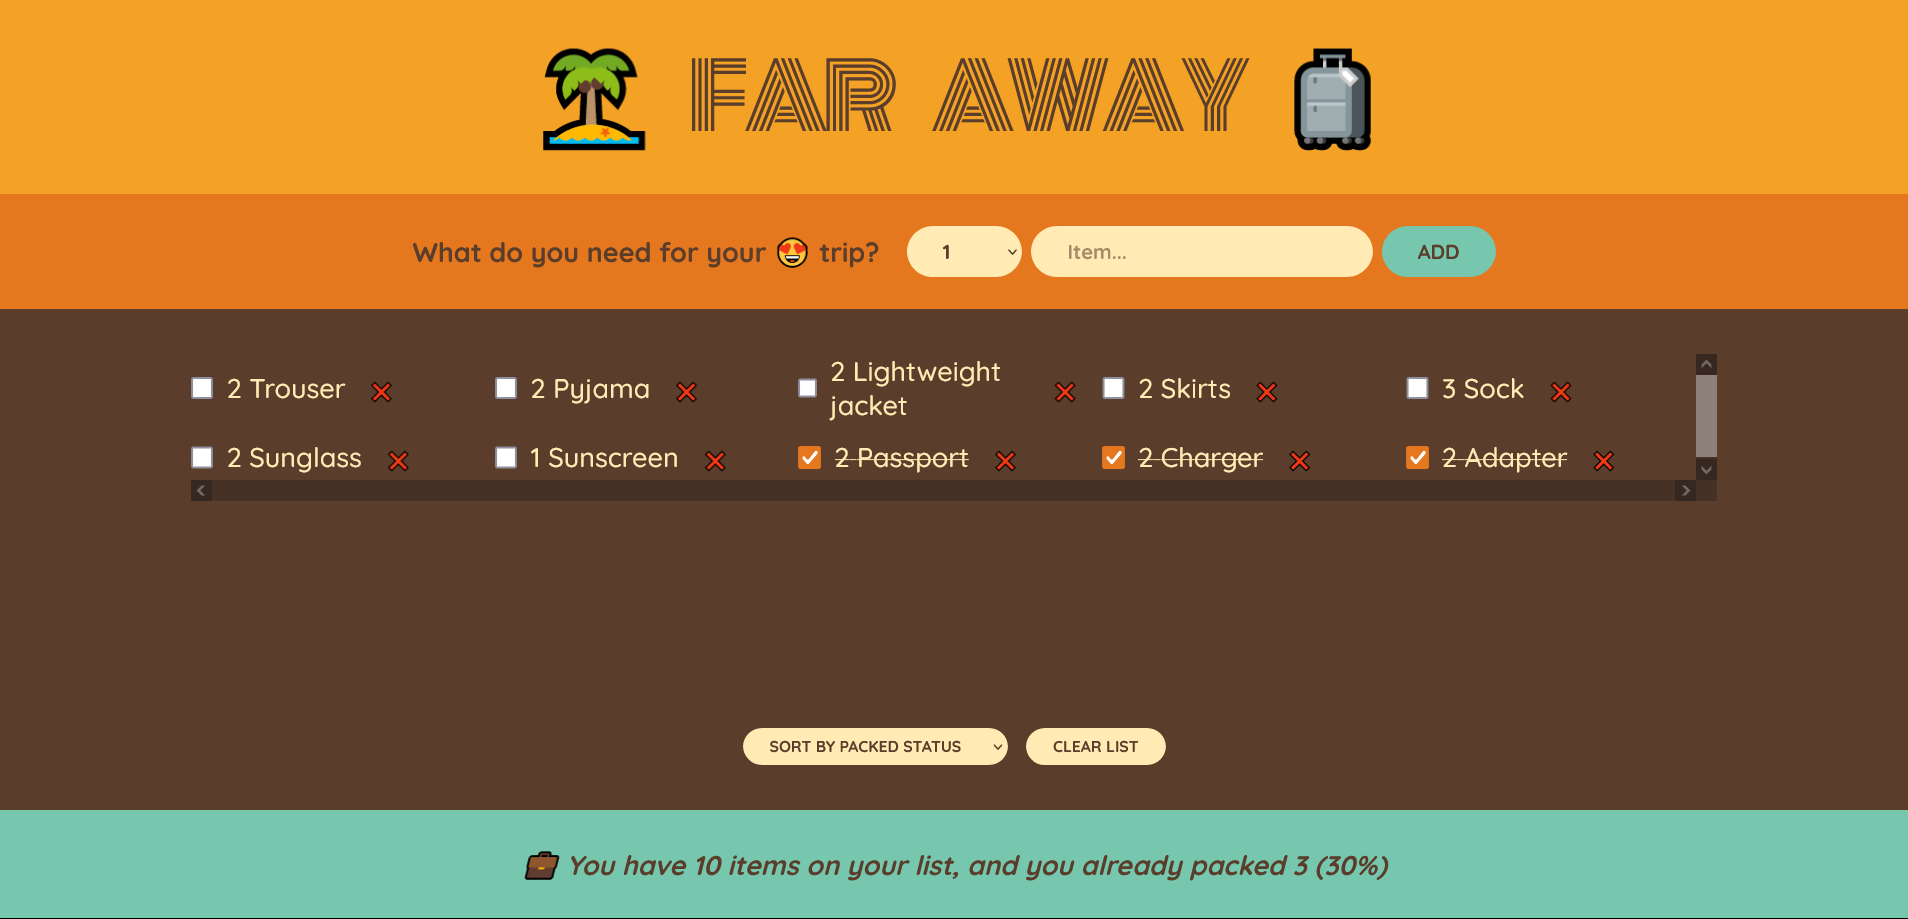 FAR AWAY
What do you need for your 😍 trip? 1 Item... ADD
2 Trouser ❌ 2 Pyjama ❌ 2 Lightweight jacket ❌ 2 Skirts ❌ 3 Sock ❌
2 Sunglass ❌ 1 Sunscreen ❌ 2 Passport ❌ 2 Charger ❌ 2 Adapter ❌
SORT BY PACKED STATUS CLEAR LIST
💼 You have 10 items on your list, and you already packed 3 (30%)